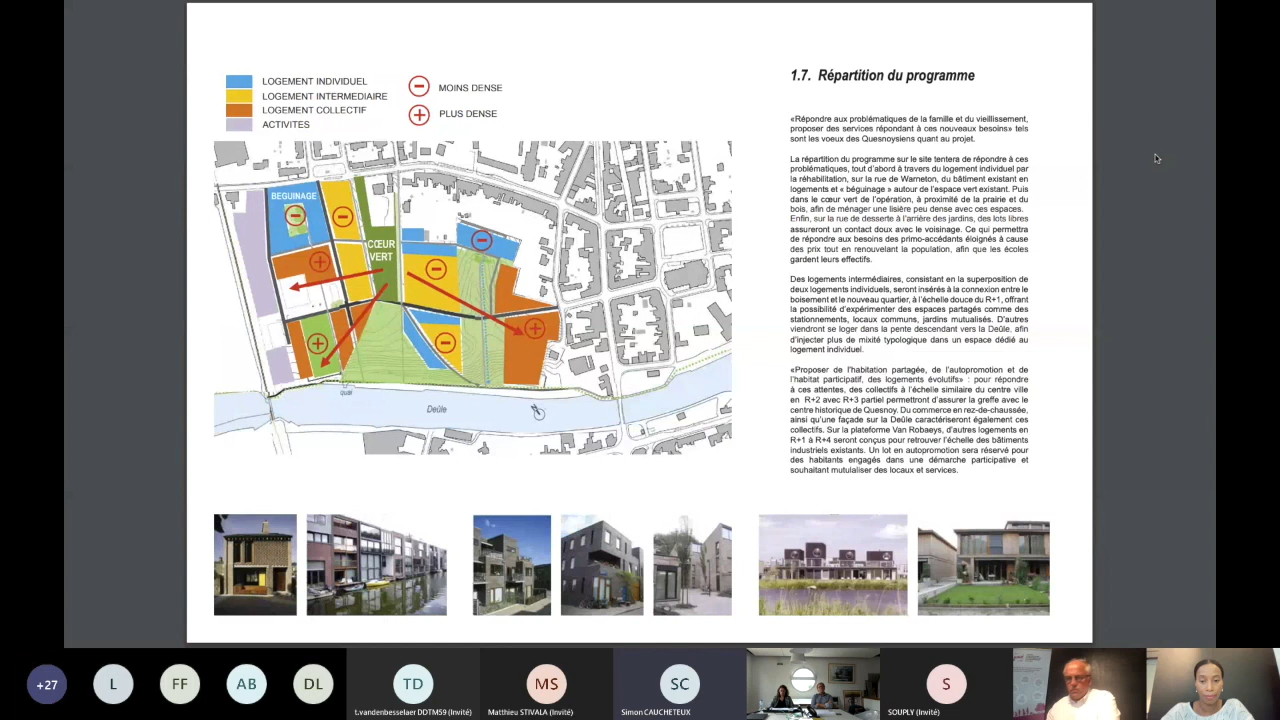 LOGEMENT INDIVIDUEL
LOGEMENT INTERMEDIAIRE
LOGEMENT COLLECTIF
ACTIVITES
MOINS DENSE
PLUS DENSE
BEGUINAGE
CŒUR
VERT
quai
Deûle
1.7. Répartition du programme
«Répondre aux problématiques de la famille et du vieillissement,
proposer des services répondant à ces nouveaux besoins» tels
sont les voeux des Quesnoysiens quant au projet.
La répartition du programme sur le site tentera de répondre à ces
problématiques, tout d'abord à travers du logement individuel par
la réhabilitation, sur la rue de Warneton, du bâtiment existant en
logements et « béguinage » autour de l'espace vert existant. Puis
dans le cœur vert de l'opération, à proximité de la prairie et du
bois, afin de ménager une lisière peu dense avec ces espaces.
Enfin, sur la rue de desserte à l'arrière des jardins, des lots libres
assureront un contact doux avec le voisinage. Ce qui permettra
de répondre aux besoins des primo-accédants éloignés à cause
des prix tout en renouvelant la population, afin que les écoles
gardent leurs effectifs.
Des logements intermédiaires, consistant en la superposition de
deux logements individuels, seront insérés à la connexion entre le
boisement et le nouveau quartier, à l'échelle douce du R+1, offrant
la possibilité d'expérimenter des espaces partagés comme des
stationnements, locaux communs, jardins mutualisés. D'autres
viendront se loger dans la pente descendant vers la Deûle, afin
d'injecter plus de mixité typologique dans un espace dédié au
logement individuel.
«Proposer de l'habitation partagée, de l'autopromotion et de
l'habitat participatif, des logements évolutifs» : pour répondre
à ces attentes, des collectifs à l'échelle similaire du centre ville
en R+2 avec R+3 partiel permettront d'assurer la greffe avec le
centre historique de Quesnoy. Du commerce en rez-de-chaussée,
ainsi qu'une façade sur la Deûle caractériseront également ces
collectifs. Sur la plateforme Van Robaeys, d'autres logements en
R+1 à R+4 seront conçus pour retrouver l'échelle des bâtiments
industriels existants. Un lot en autopromotion sera réservé pour
des habitants engagés dans une démarche participative et
souhaitant mutulaliser des locaux et services.
+27
L
FF
AB
DL
TD
MS
SC
S
t.vandenbesselaer DDTM59 (Invité)
Matthieu STIVALA (Invité)
Simon CAUCHETEUX
SOUPLY (Invité)